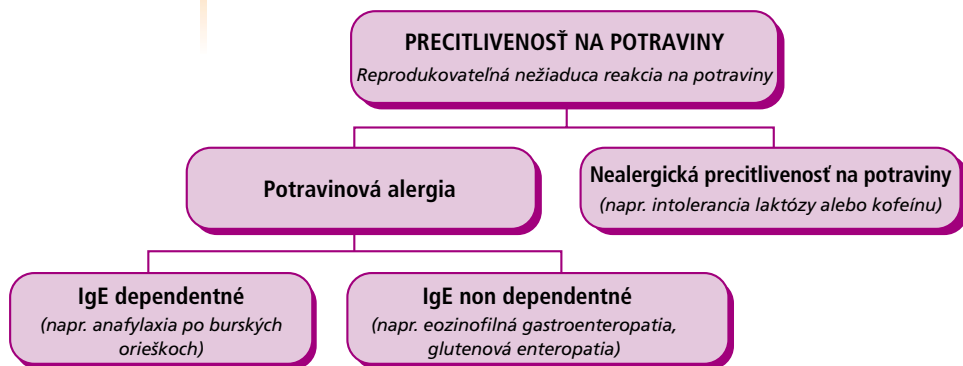 PRECITLIVENOSŤ NA POTRAVINY
Reprodukovateľná nežiaduca reakcia na potraviny
Potravinová alergia
Nealergická precitlivenosť na potraviny
(napr. intolerancia laktózy alebo kofeínu)
IgE dependentné
(napr. anafylaxia po burských
orieškoch)
IgE non dependentné
(napr. eozinofilná gastroenteropatia,
glutenová enteropatia)